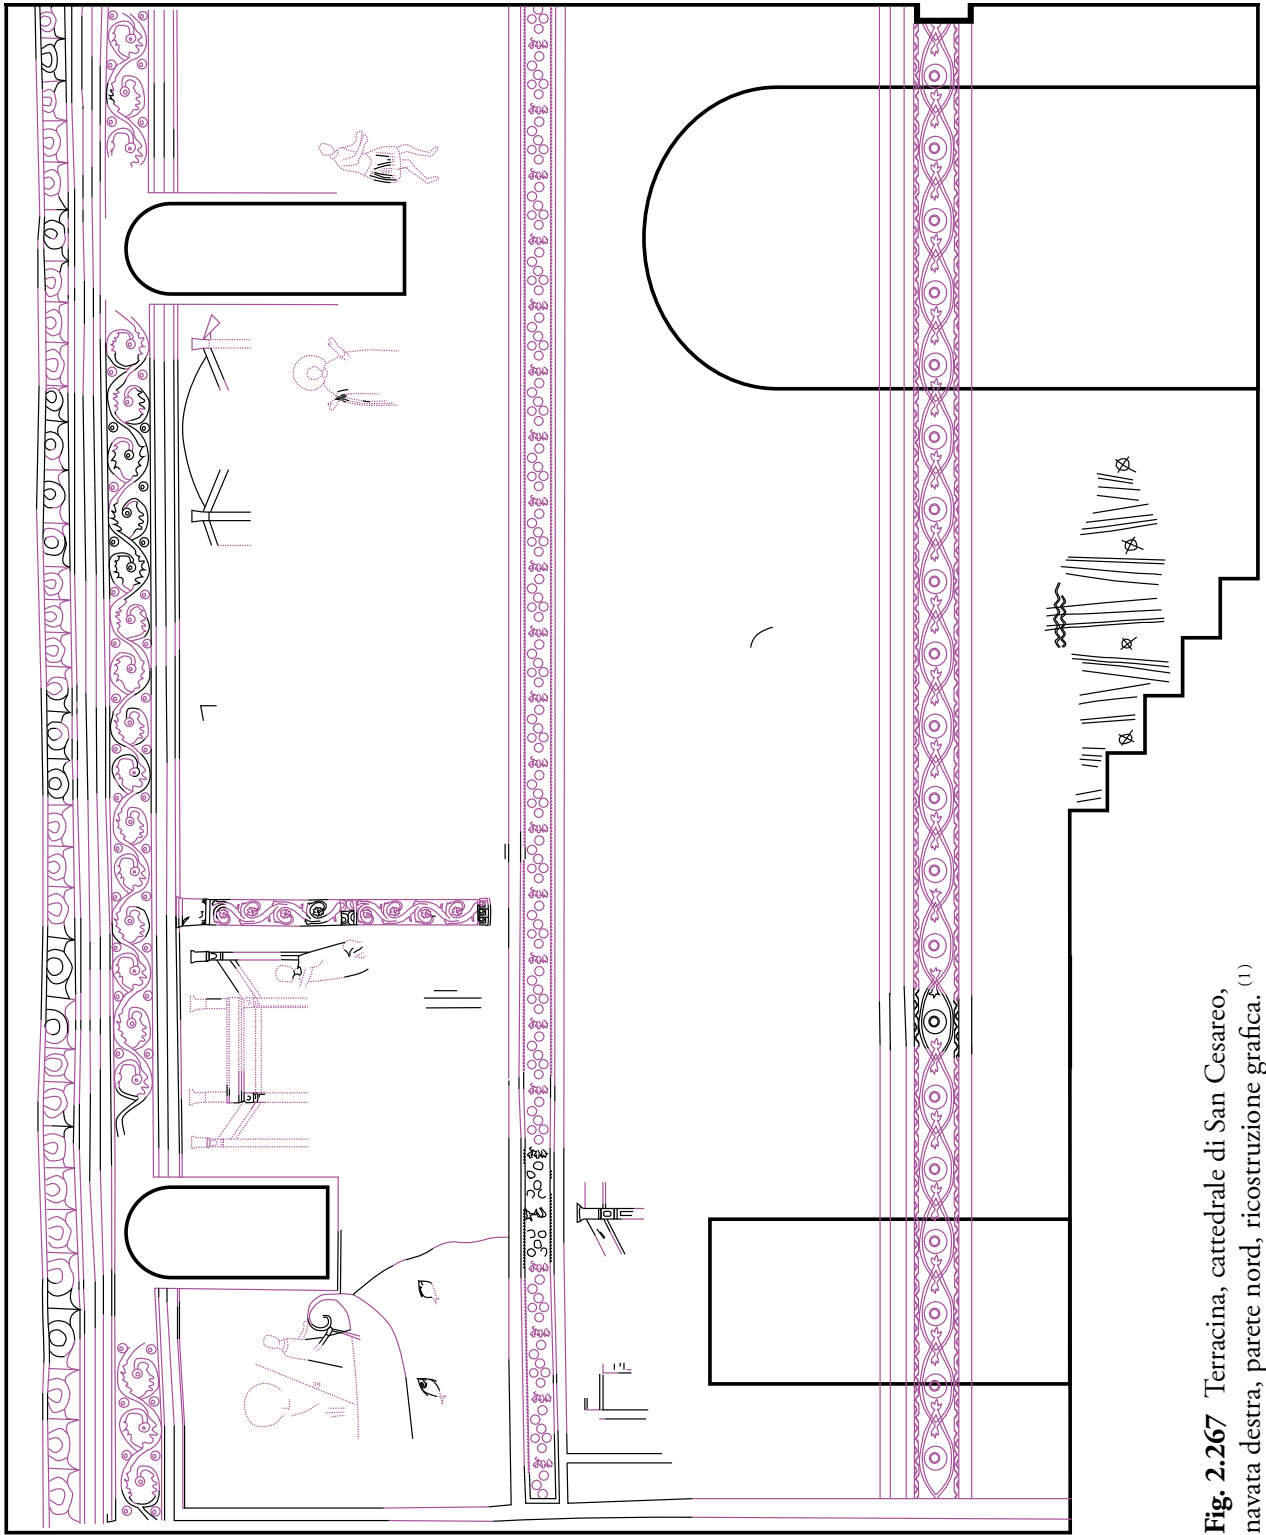 Fig. 2.267 Terracina, cattedrale di San Cesareo,
navata destra, parete nord, ricostruzione grafica. (1)